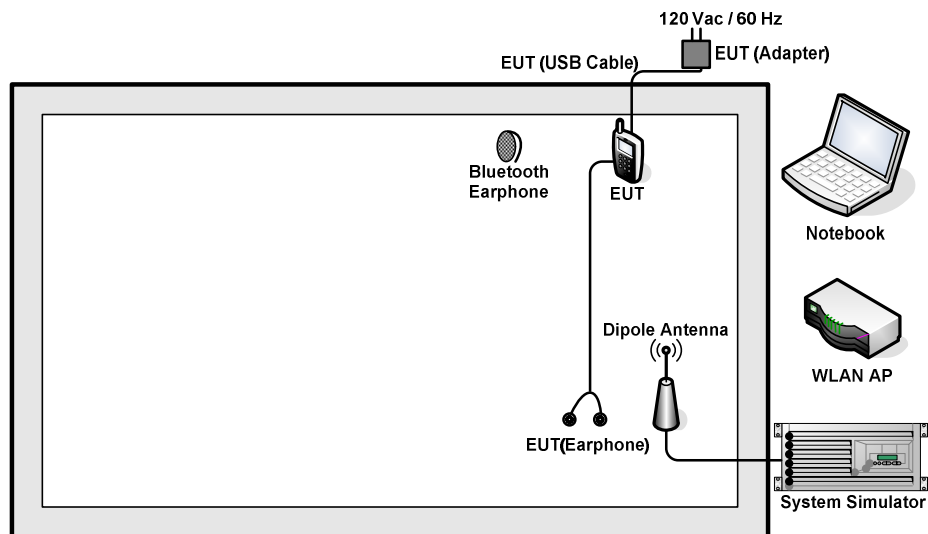 120 Vac / 60 Hz
EUT (Adapter)
EUT (USB Cable)
Bluetooth
Earphone
EUT
Notebook
Dipole Antenna
WLAN AP
EUT(Earphone)
System Simulator